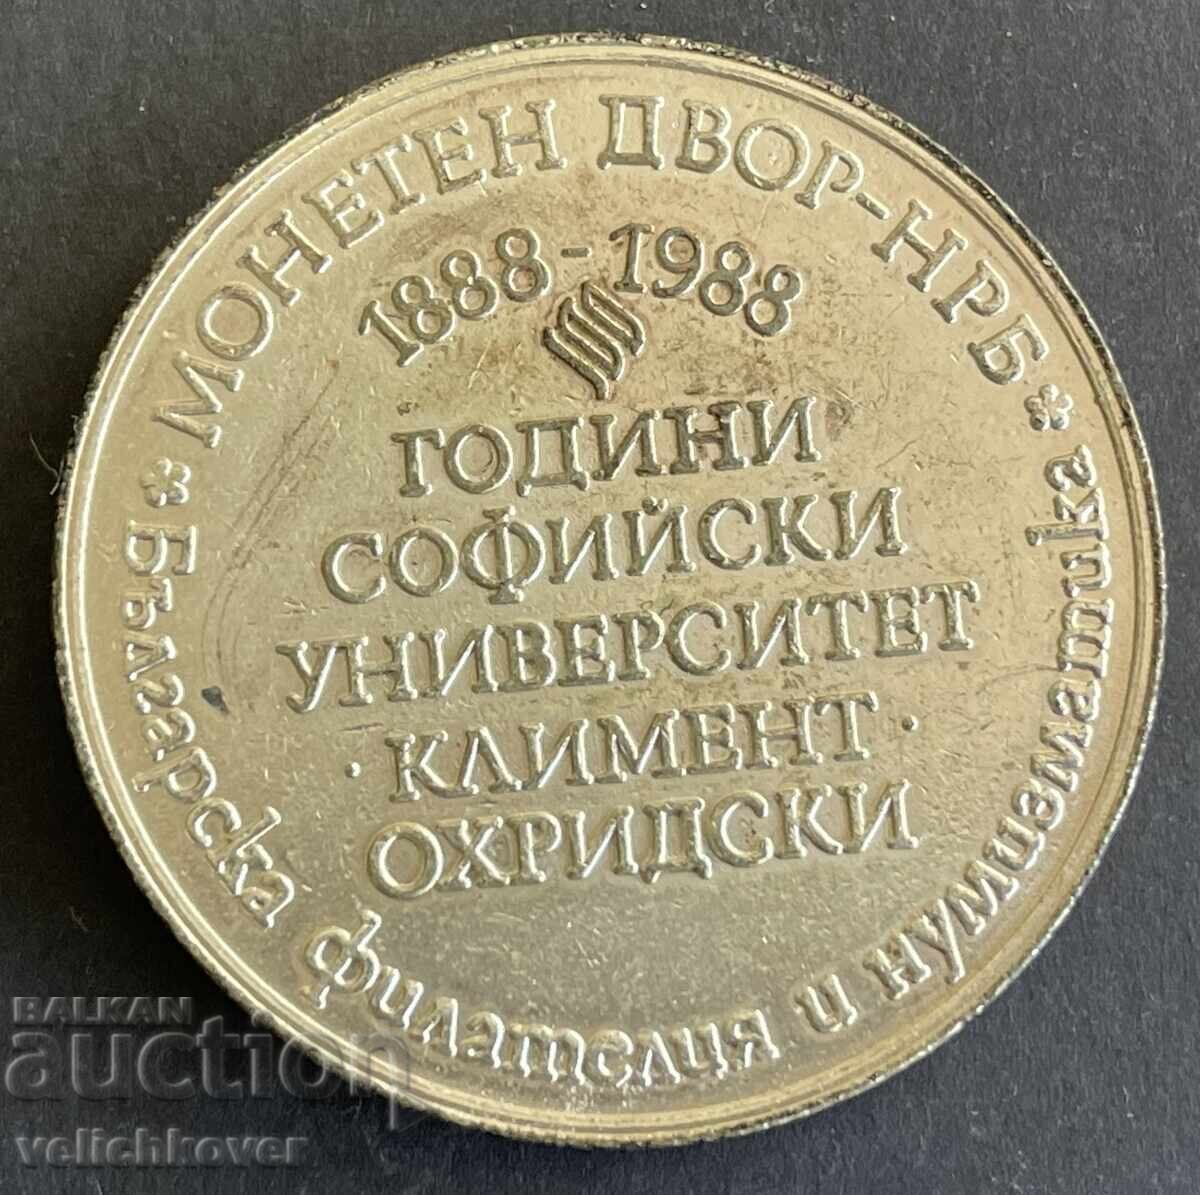 МОНЕТЕН ДВОР-НРБ
1888-1988
ГОДИНИ
СОФИЙСКИ
УНИВЕРСИТЕТ
·КЛИМЕНТ·
ОХРИДСКИ
* Българска филателия и нумизматика *
BALKAN
auction
velichkover